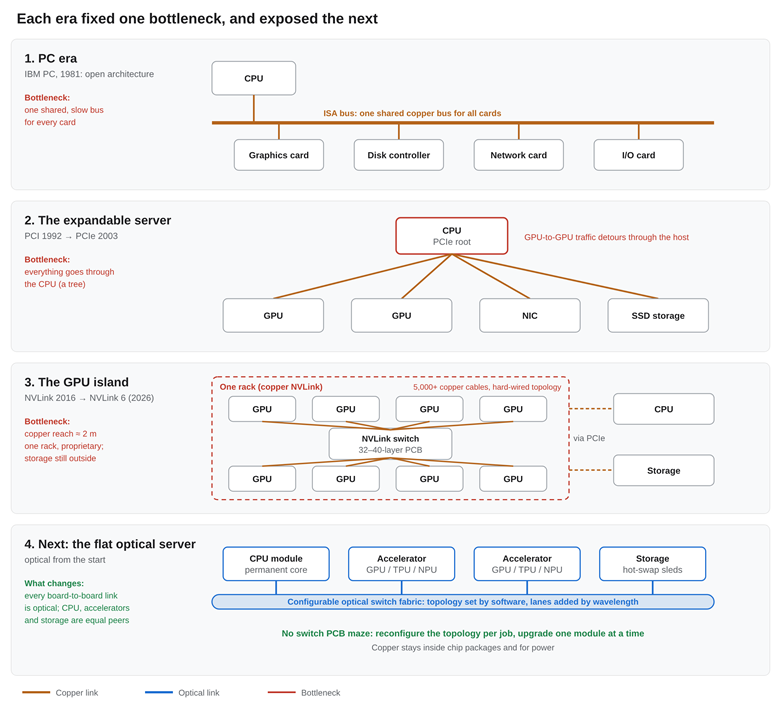 Each era fixed one bottleneck, and exposed the next
1. PC era
IBM PC, 1981: open architecture
Bottleneck:
one shared, slow bus
for every card
CPU
ISA bus: one shared copper bus for all cards
Graphics card
Disk controller
Network card
I/O card
2. The expandable server
PCI 1992 → PCIe 2003
Bottleneck:
everything goes through
the CPU (a tree)
CPU
PCIe root
GPU-to-GPU traffic detours through the host
GPU
GPU
NIC
SSD storage
3. The GPU island
NVLink 2016 → NVLink 6 (2026)
Bottleneck:
copper reach ≈ 2 m
one rack, proprietary;
storage still outside
One rack (copper NVLink)
5,000+ copper cables, hard-wired topology
GPU
GPU
GPU
GPU
NVLink switch
32–40-layer PCB
GPU
GPU
GPU
GPU
CPU
via PCIe
Storage
4. Next: the flat optical server
optical from the start
What changes:
every board-to-board link
is optical; CPU, accelerators
and storage are equal peers
CPU module
permanent core
Accelerator
GPU / TPU / NPU
Accelerator
GPU / TPU / NPU
Storage
hot-swap sleds
Configurable optical switch fabric: topology set by software, lanes added by wavelength
No switch PCB maze: reconfigure the topology per job, upgrade one module at a time
Copper stays inside chip packages and for power
Copper link
Optical link
Bottleneck